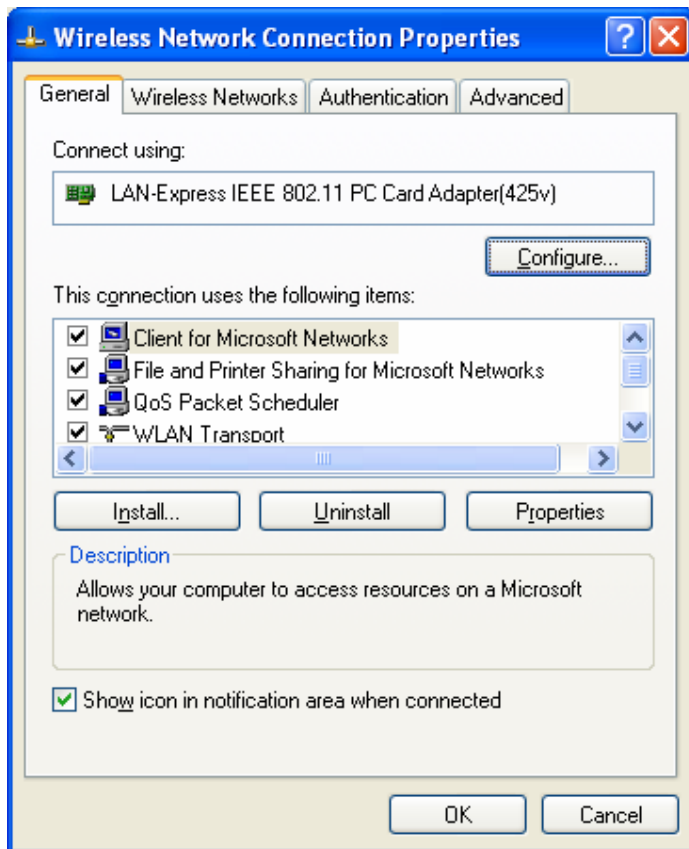 Wireless Network Connection Properties
General
Wireless Networks
Authentication
Advanced
Connect using:
LAN-Express IEEE 802.11 PC Card Adapter(425v)
Configure...
This connection uses the following items:
Client for Microsoft Networks
File and Printer Sharing for Microsoft Networks
QoS Packet Scheduler
WLAN Transport
Install...
Uninstall
Properties
Description
Allows your computer to access resources on a Microsoft
network.
Show icon in notification area when connected
OK
Cancel